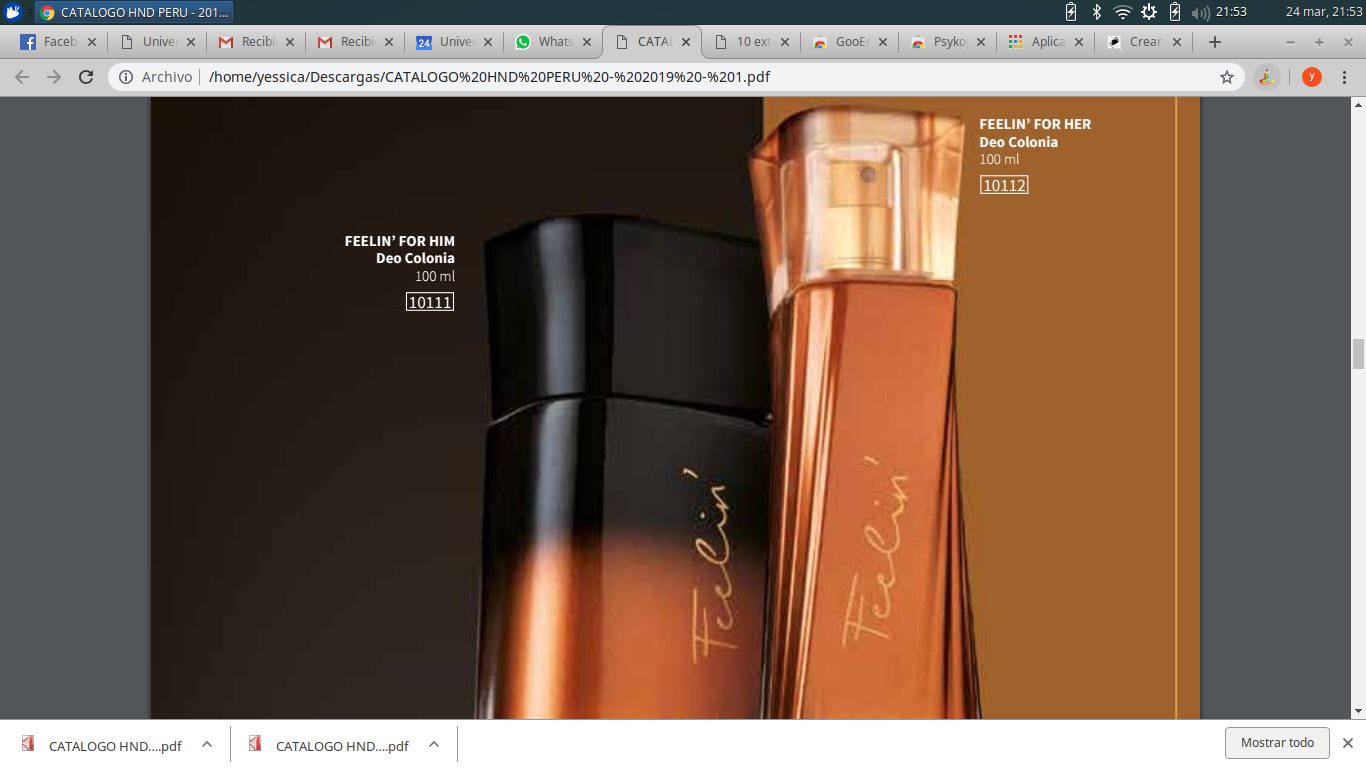 CATALOGO HND PERU - 201...
21:53
24 mar, 21:53
Faceb
Univer
Recibi
Recibi
24
Univer
Whats
CATAL
10 ext
GooEd
Psyko
Aplica
Crear
Archivo
/home/yessica/Descargas/CATALOGO%20HND%20PERU%20-%202019%20-%201.pdf
y
FEELIN’ FOR HER
Deo Colonia
100 ml
10112
FEELIN’ FOR HIM
Deo Colonia
100 ml
10111
Feelin’
Feelin’
CATALOGO HND....pdf
CATALOGO HND....pdf
Mostrar todo